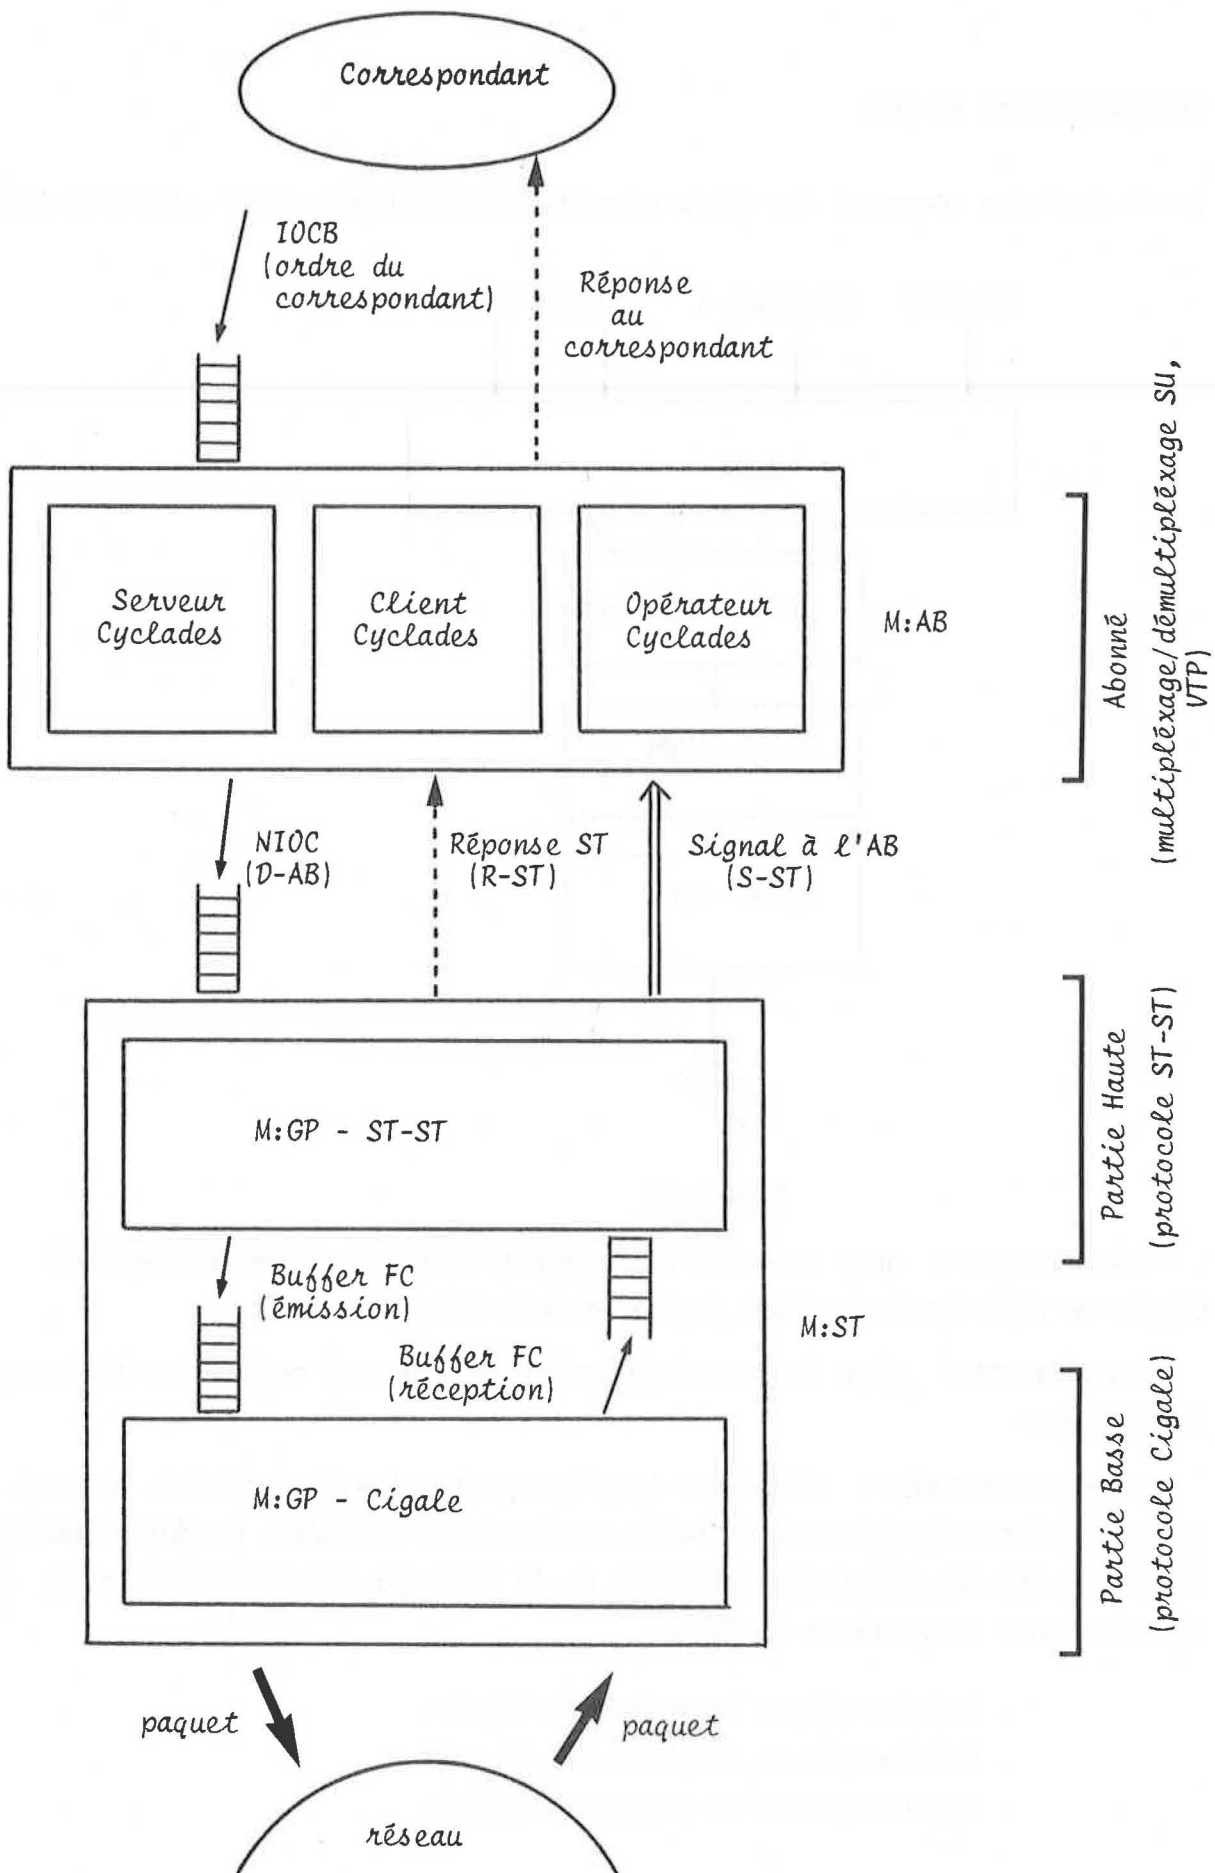 Correspondant
IOCB
(ordre du
correspondant)
Réponse
au
correspondant
Serveur
Cyclades
Client
Cyclades
Opérateur
Cyclades
M:AB
Abonné
(multipléxage/démultipléxage SU,
VTP)
NIOC
(D-AB)
Réponse ST
(R-ST)
Signal à l'AB
(S-ST)
M:GP - ST-ST
Partie Haute
(protocole ST-ST)
Buffer FC
(émission)
Buffer FC
(réception)
M:ST
M:GP - Cigale
Partie Basse
(protocole Cigale)
paquet
paquet
réseau